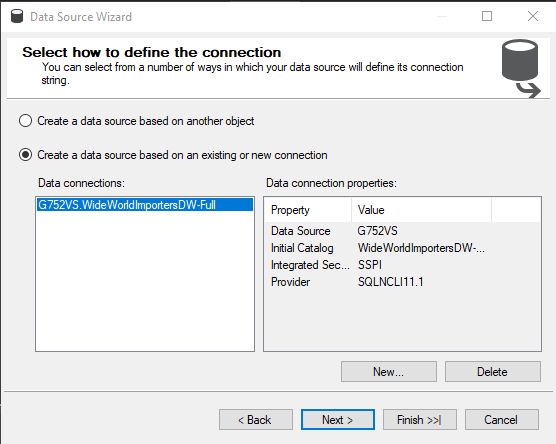 Data Source Wizard
Select how to define the connection
You can select from a number of ways in which your data source will define its connection
string.
Create a data source based on another object
Create a data source based on an existing or new connection
Data connections:
Data connection properties:
G752VS.WideWorldImportersDW-Full
Property Value
Data Source G752VS
Initial Catalog WideWorldImportersDW-...
Integrated Sec... SSPI
Provider SQLNCLI11.1
New... Delete
< Back Next > Finish >>| Cancel